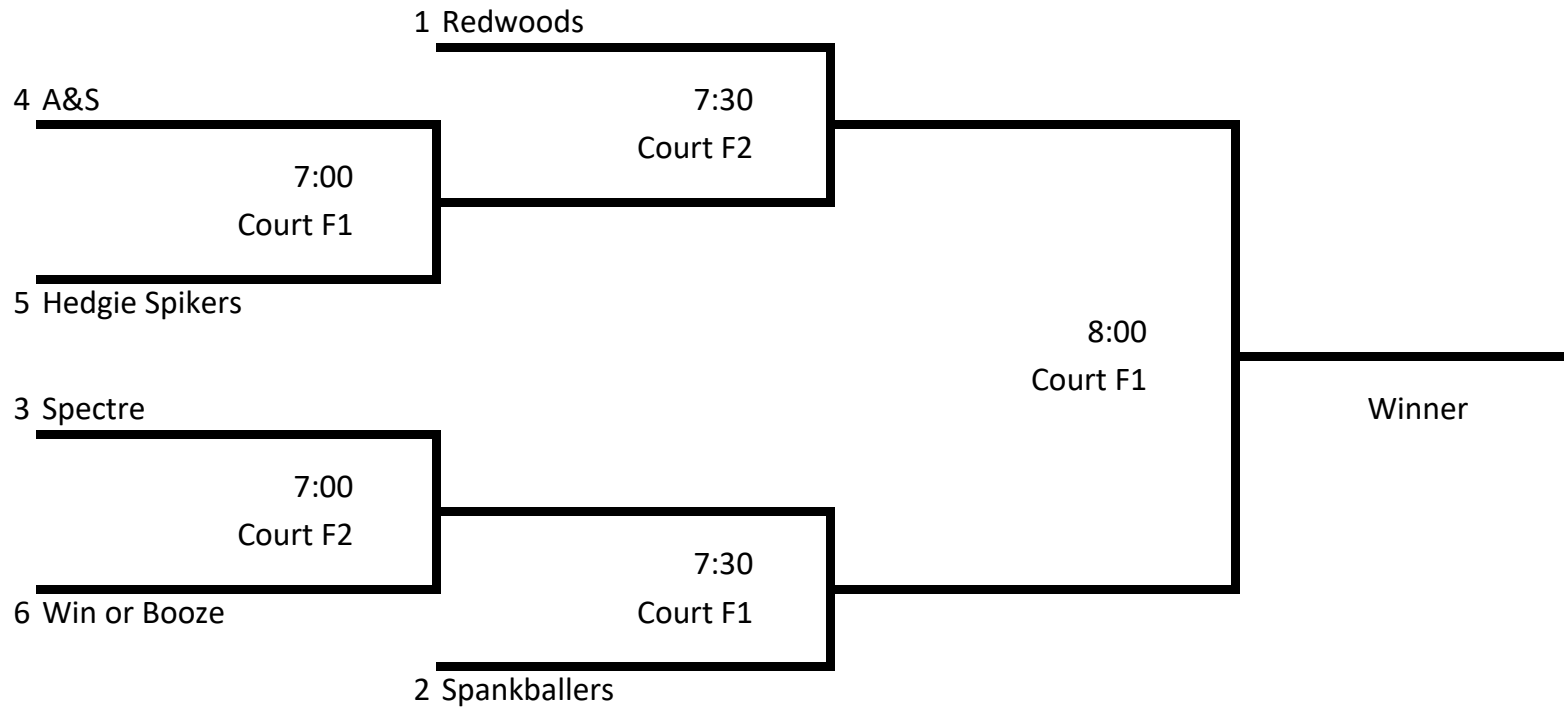 1 Redwoods
4 A&S
7:30
Court F2
7:00
Court F1
5 Hedgie Spikers
8:00
Court F1
3 Spectre
Winner
7:00
Court F2
7:30
Court F1
6 Win or Booze
2 Spankballers